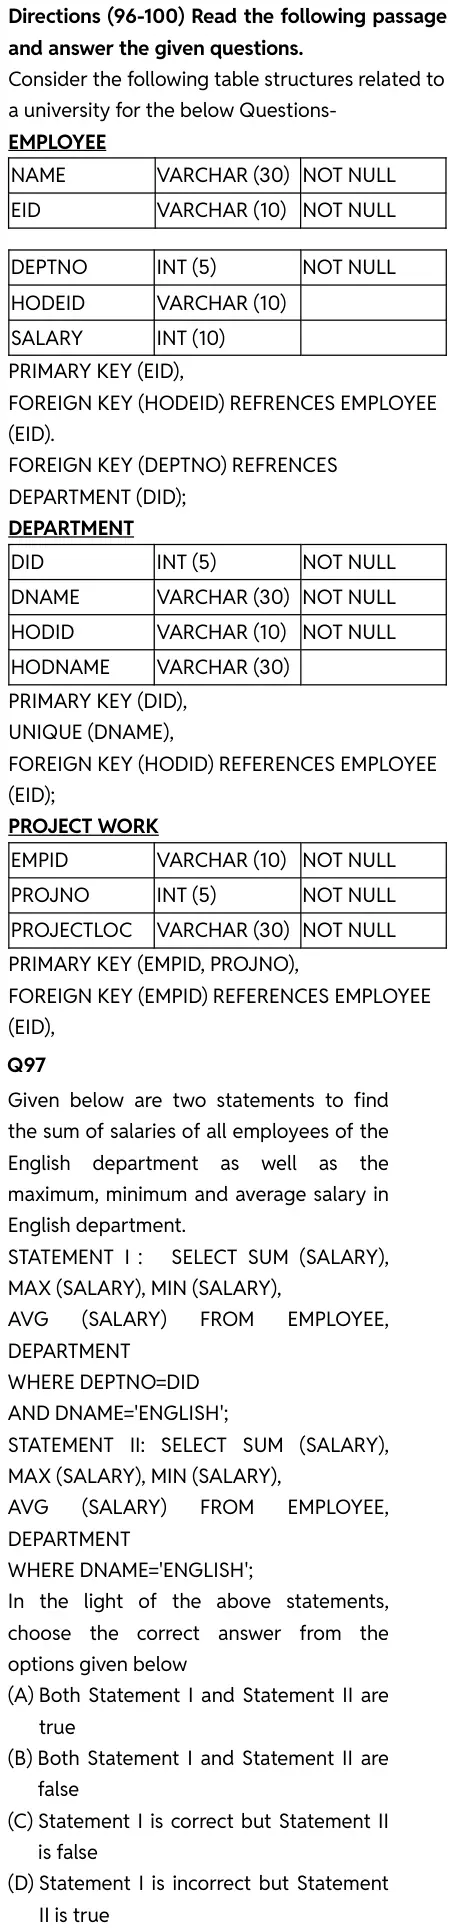 Directions (96-100) Read the following passage
and answer the given questions.
Consider the following table structures related to
a university for the below Questions-
EMPLOYEE
NAME VARCHAR (30) NOT NULL
EID VARCHAR (10) NOT NULL
DEPTNO INT (5) NOT NULL
HODEID VARCHAR (10)
SALARY INT (10)
PRIMARY KEY (EID),
FOREIGN KEY (HODEID) REFRENCES EMPLOYEE
(EID).
FOREIGN KEY (DEPTNO) REFRENCES
DEPARTMENT (DID);
DEPARTMENT
DID INT (5) NOT NULL
DNAME VARCHAR (30) NOT NULL
HODID VARCHAR (10) NOT NULL
HODNAME VARCHAR (30)
PRIMARY KEY (DID),
UNIQUE (DNAME),
FOREIGN KEY (HODID) REFERENCES EMPLOYEE
(EID);
PROJECT WORK
EMPID VARCHAR (10) NOT NULL
PROJNO INT (5) NOT NULL
PROJECTLOC VARCHAR (30) NOT NULL
PRIMARY KEY (EMPID, PROJNO),
FOREIGN KEY (EMPID) REFERENCES EMPLOYEE
(EID),
Q97
Given below are two statements to find
the sum of salaries of all employees of the
English department as well as the
maximum, minimum and average salary in
English department.
STATEMENT I : SELECT SUM (SALARY),
MAX (SALARY), MIN (SALARY),
AVG (SALARY) FROM EMPLOYEE,
DEPARTMENT
WHERE DEPTNO=DID
AND DNAME='ENGLISH';
STATEMENT II: SELECT SUM (SALARY),
MAX (SALARY), MIN (SALARY),
AVG (SALARY) FROM EMPLOYEE,
DEPARTMENT
WHERE DNAME='ENGLISH';
In the light of the above statements,
choose the correct answer from the
options given below
(A) Both Statement I and Statement II are
true
(B) Both Statement I and Statement II are
false
(C) Statement I is correct but Statement II
is false
(D) Statement I is incorrect but Statement
II is true